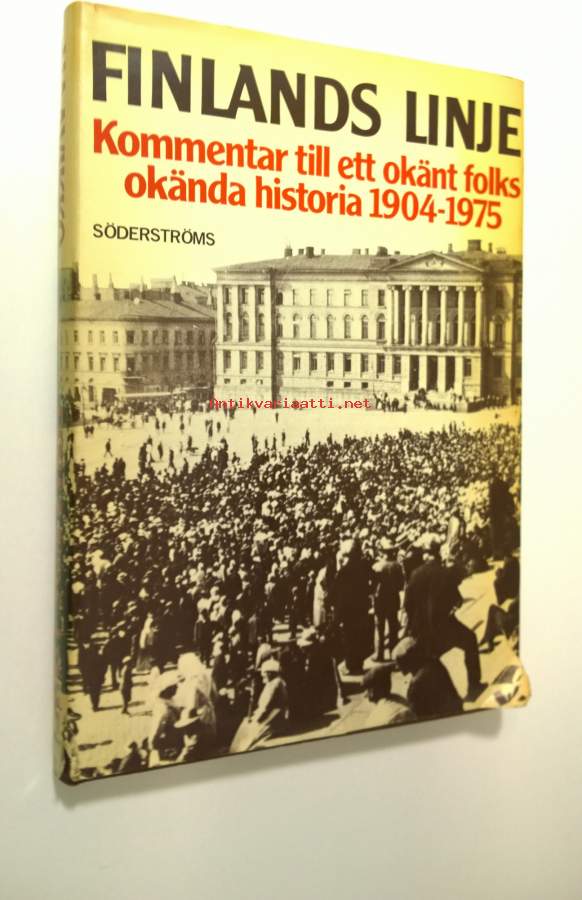 FINLANDS LINJE
Kommentar till ett okänt folks
okända historia 1904-1975
SÖDERSTRÖMS
Antikvariaatti.net